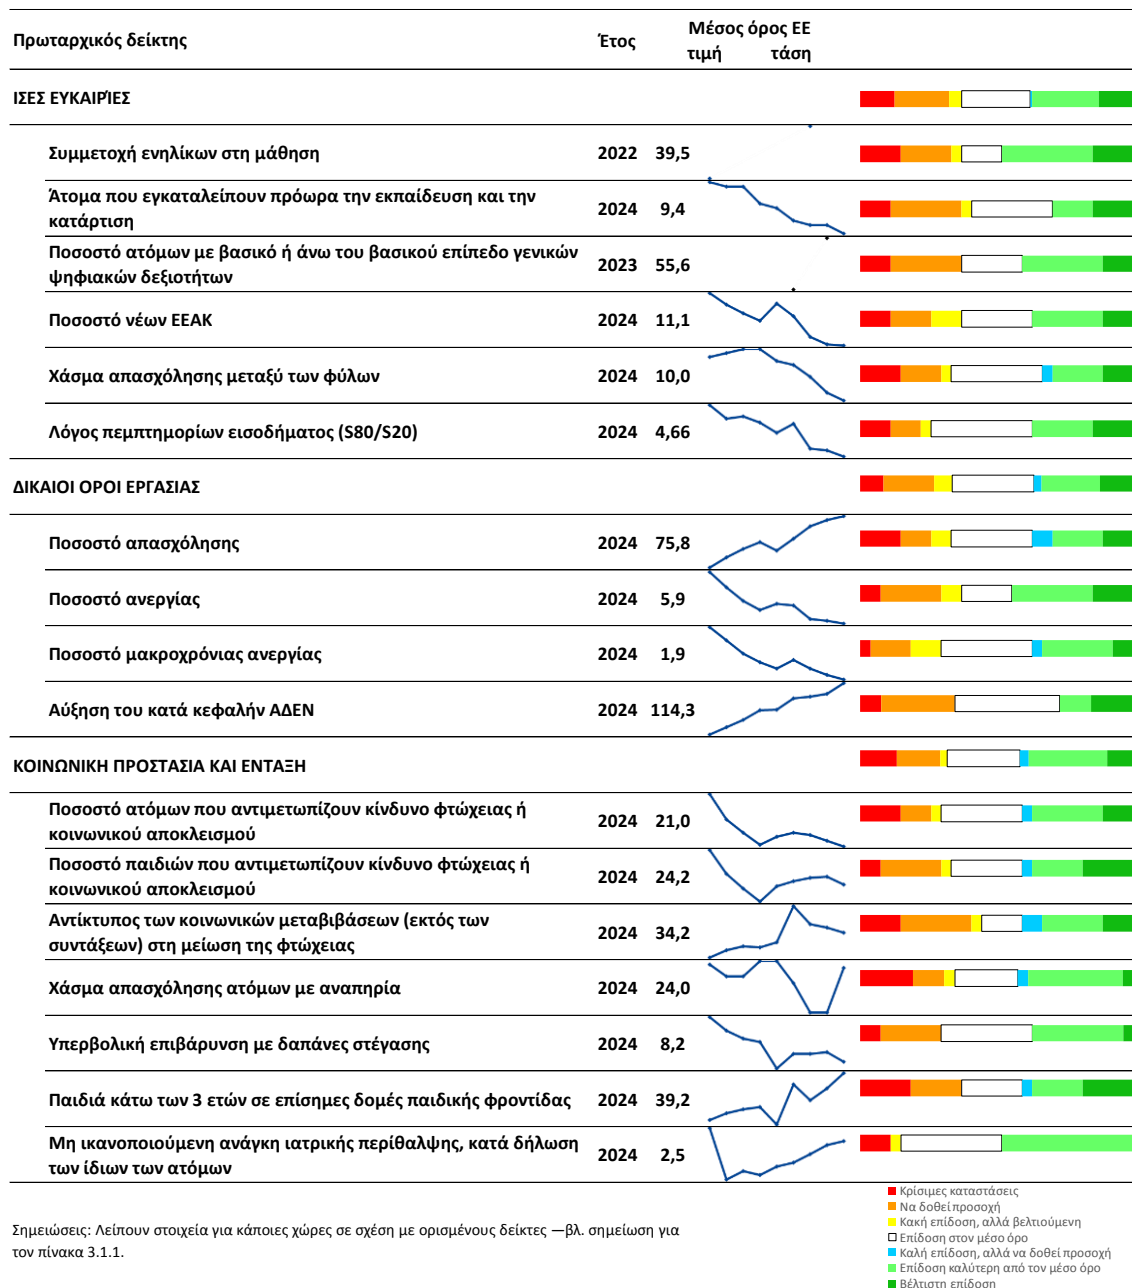 Πρωταρχικός δείκτης Έτος Μέσος όρος ΕΕ
τιμή τάση
ΙΣΕΣ ΕΥΚΑΙΡΊΕΣ
Συμμετοχή ενηλίκων στη μάθηση 2022 39,5
Άτομα που εγκαταλείπουν πρόωρα την εκπαίδευση και την
κατάρτιση 2024 9,4
Ποσοστό ατόμων με βασικό ή άνω του βασικού επίπεδο γενικών
ψηφιακών δεξιοτήτων 2023 55,6
Ποσοστό νέων ΕΕΑΚ 2024 11,1
Χάσμα απασχόλησης μεταξύ των φύλων 2024 10,0
Λόγος πεμπτημορίων εισοδήματος (S80/S20) 2024 4,66
ΔΙΚΑΙΟΙ ΟΡΟΙ ΕΡΓΑΣΙΑΣ
Ποσοστό απασχόλησης 2024 75,8
Ποσοστό ανεργίας 2024 5,9
Ποσοστό μακροχρόνιας ανεργίας 2024 1,9
Αύξηση του κατά κεφαλήν ΑΔΕΝ 2024 114,3
ΚΟΙΝΩΝΙΚΗ ΠΡΟΣΤΑΣΙΑ ΚΑΙ ΕΝΤΑΞΗ
Ποσοστό ατόμων που αντιμετωπίζουν κίνδυνο φτώχειας ή
κοινωνικού αποκλεισμού 2024 21,0
Ποσοστό παιδιών που αντιμετωπίζουν κίνδυνο φτώχειας ή
κοινωνικού αποκλεισμού 2024 24,2
Αντίκτυπος των κοινωνικών μεταβιβάσεων (εκτός των
συντάξεων) στη μείωση της φτώχειας 2024 34,2
Χάσμα απασχόλησης ατόμων με αναπηρία 2024 24,0
Υπερβολική επιβάρυνση με δαπάνες στέγασης 2024 8,2
Παιδιά κάτω των 3 ετών σε επίσημες δομές παιδικής φροντίδας 2024 39,2
Μη ικανοποιούμενη ανάγκη ιατρικής περίθαλψης, κατά δήλωση
των ίδιων των ατόμων 2024 2,5
Σημειώσεις: Λείπουν στοιχεία για κάποιες χώρες σε σχέση με ορισμένους δείκτες —βλ. σημείωση για
τον πίνακα 3.1.1.
Κρίσιμες καταστάσεις
Να δοθεί προσοχή
Κακή επίδοση, αλλά βελτιούμενη
Επίδοση στον μέσο όρο
Καλή επίδοση, αλλά να δοθεί προσοχή
Επίδοση καλύτερη από τον μέσο όρο
Βέλτιστη επίδοση